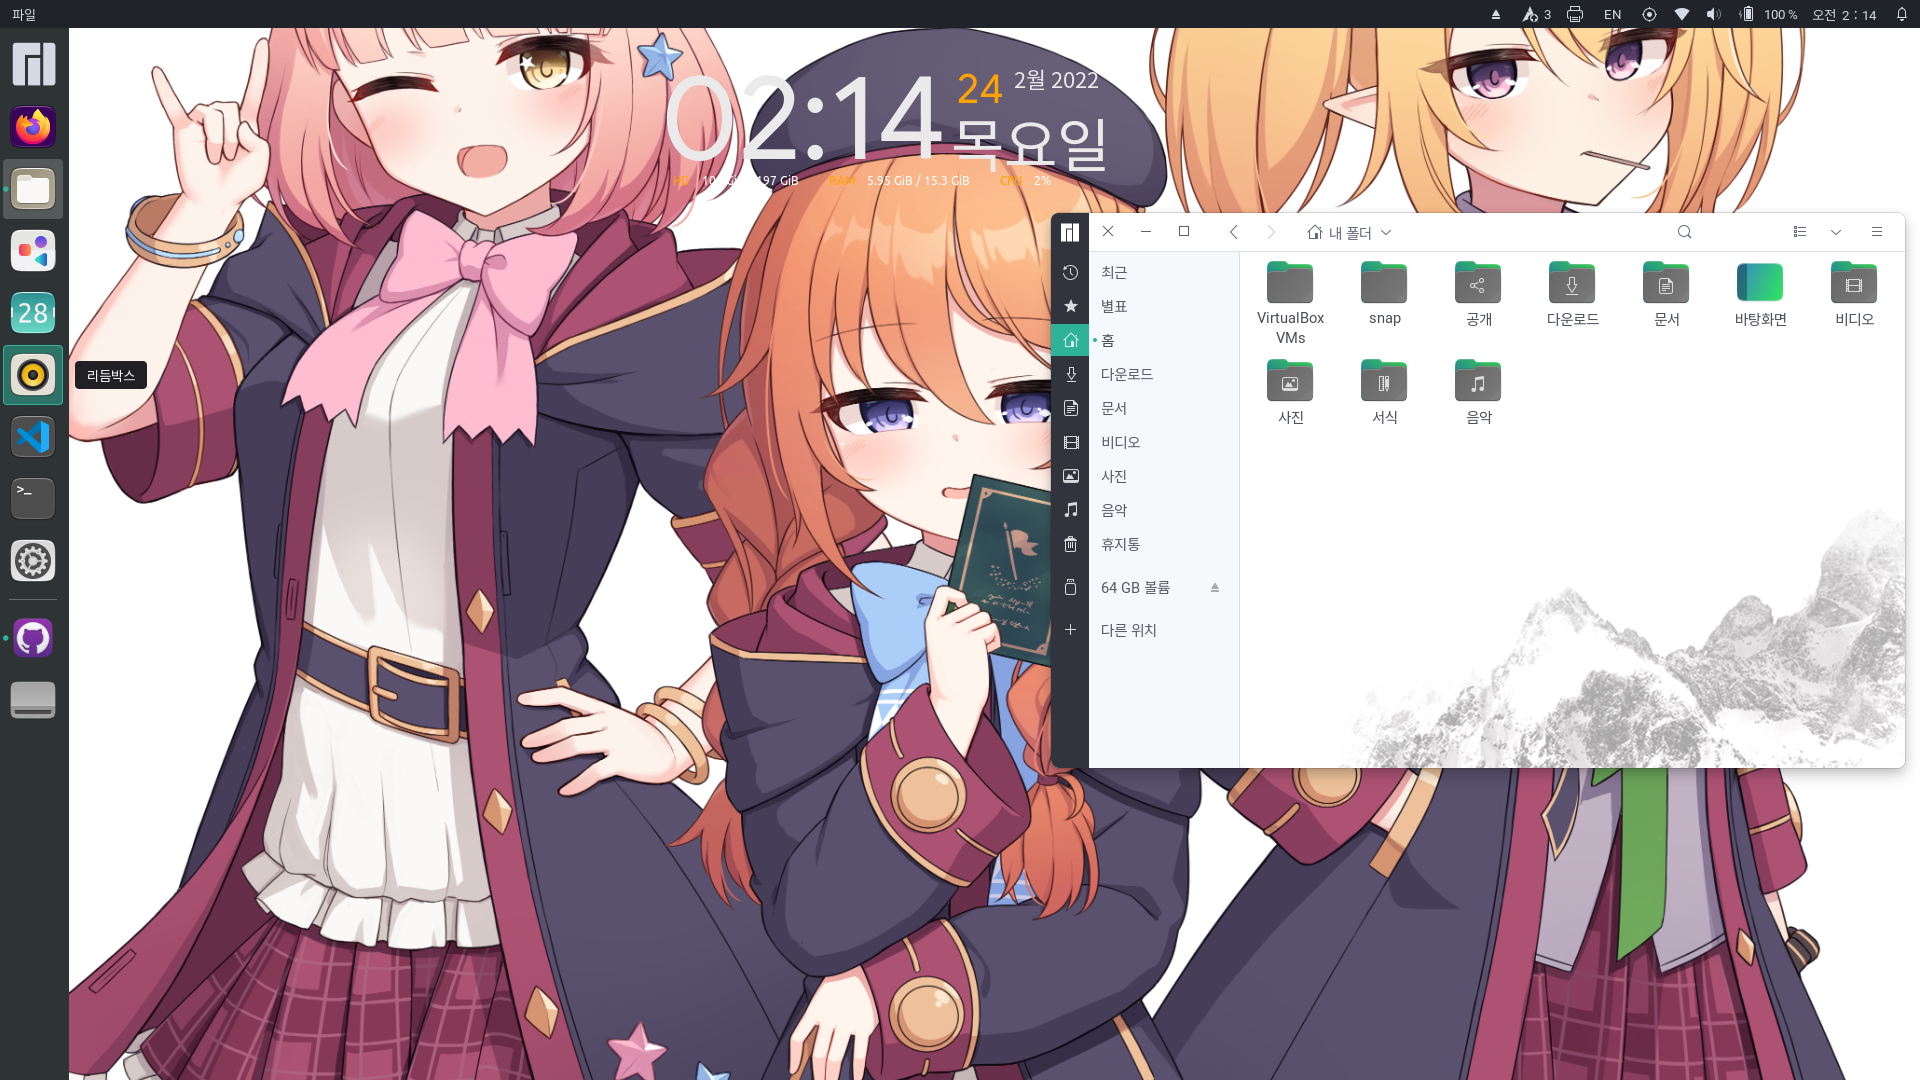 파일
3
EN
100 %
오전 2 : 14
02:14
24
2월 2022
목요일
HD
197 GiB
RAM
5.95 GiB / 15.3 GiB
CPU
2%
28
리듬박스
>_
내 폴더
최근
별표
홈
다운로드
문서
비디오
사진
음악
휴지통
64 GB 볼륨
다른 위치
VirtualBox
VMs
snap
공개
다운로드
문서
바탕화면
비디오
사진
서식
음악